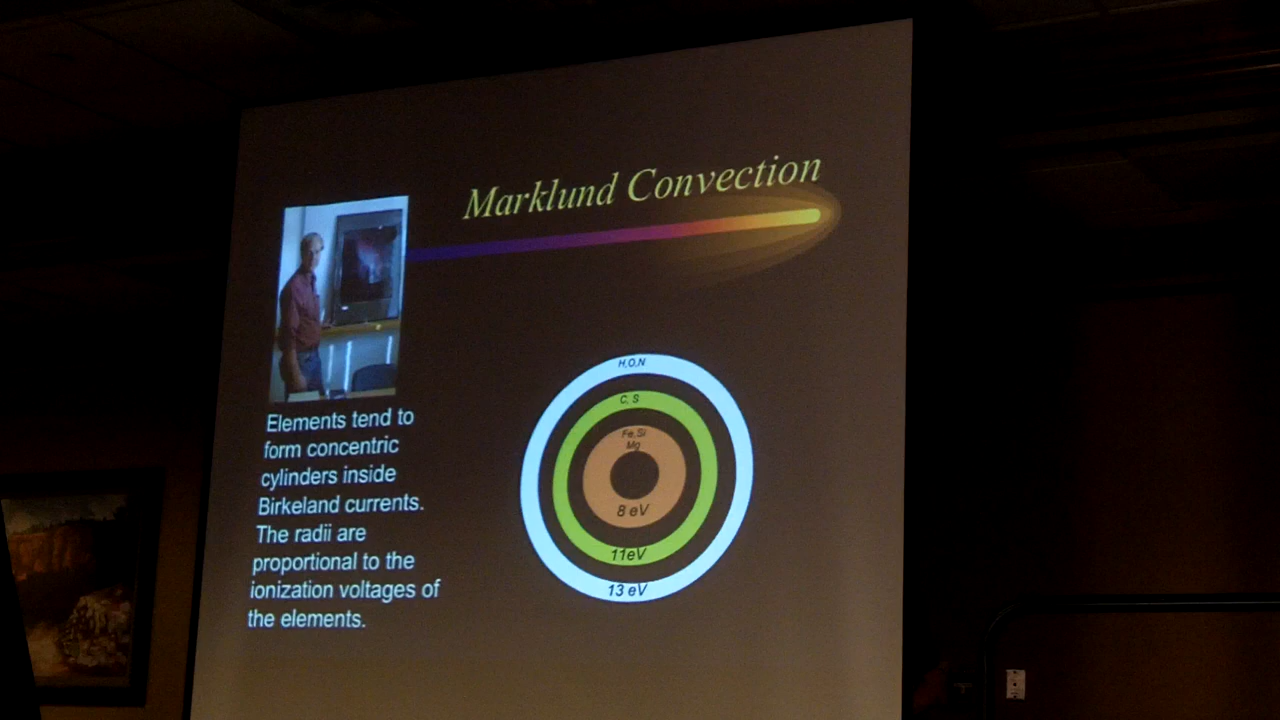 Marklund Convection
Elements tend to
form concentric
cylinders inside
Birkeland currents.
The radii are
proportional to the
ionization voltages of
the elements.
H,O,N
C, S
Fe,Si
Mg
8 eV
11eV
13 eV